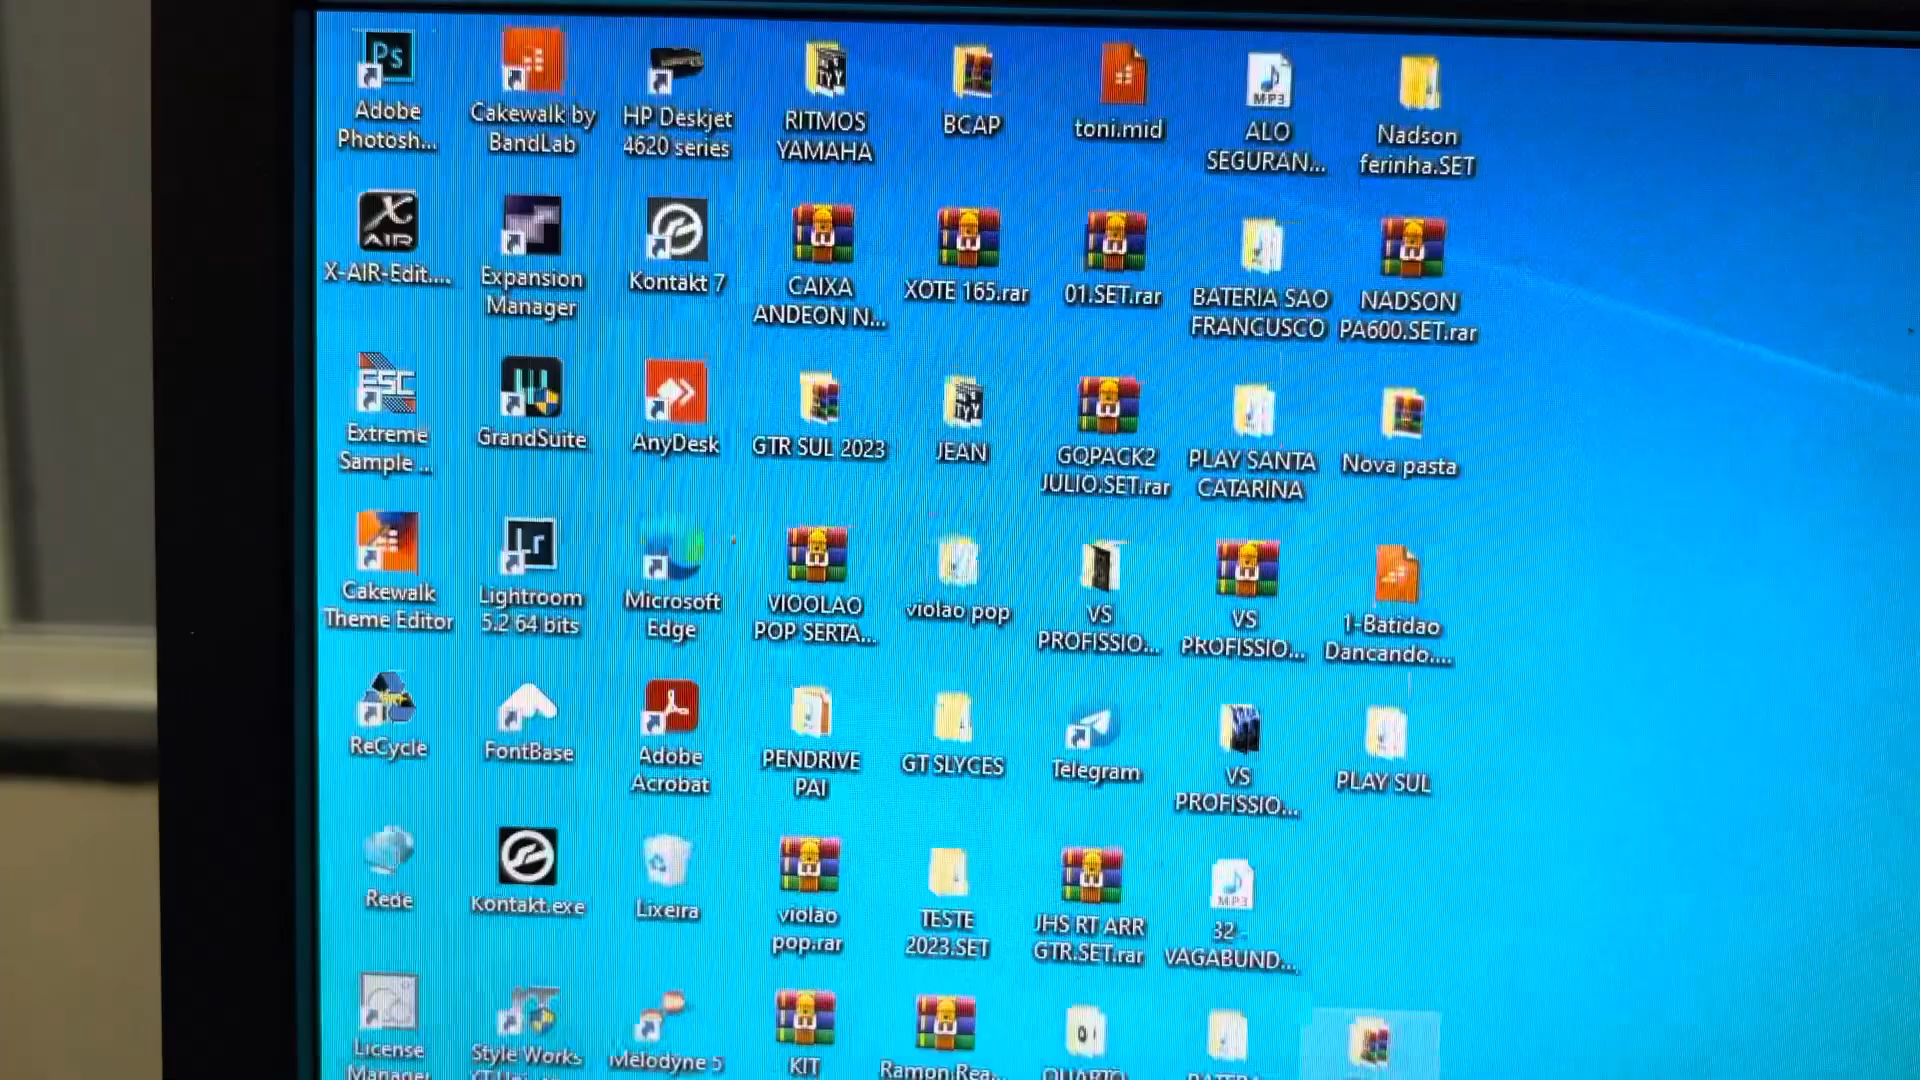 Ps
Adobe
Photosh...
Cakewalk by
BandLab
HP Deskjet
4620 series
RITMOS
YAMAHA
BCAP
toni.mid
MP3
ALO
SEGURAN...
Nadson
ferinha.SET
X
AIR
X-AIR-Edit....
Expansion
Manager
Kontakt 7
CAIXA
ANDEON N...
XOTE 165.rar
01.SET.rar
BATERIA SAO
FRANCUSCO
NADSON
PA600.SET.rar
ESC
Extreme
Sample ...
GrandSuite
AnyDesk
GTR SUL 2023
JEAN
GQPACK2
JULIO.SET.rar
PLAY SANTA
CATARINA
Nova pasta
Cakewalk
Theme Editor
Lr
Lightroom
5.2 64 bits
Microsoft
Edge
VIOOLAO
POP SERTA...
violao pop
VS
PROFISSIO...
VS
PROFISSIO...
1-Batidao
Dancando....
ReCycle
FontBase
Adobe
Acrobat
PENDRIVE
PAI
GT SLYCES
Telegram
VS
PROFISSIO...
PLAY SUL
Rede
Kontakt.exe
Lixeira
violao
pop.rar
TESTE
2023.SET
JHS RT ARR
GTR.SET.rar
MP3
32 -
VAGABUND...
License
Manager
Style Works
Melodyne 5
KIT
Ramon Rea...
QUARTO